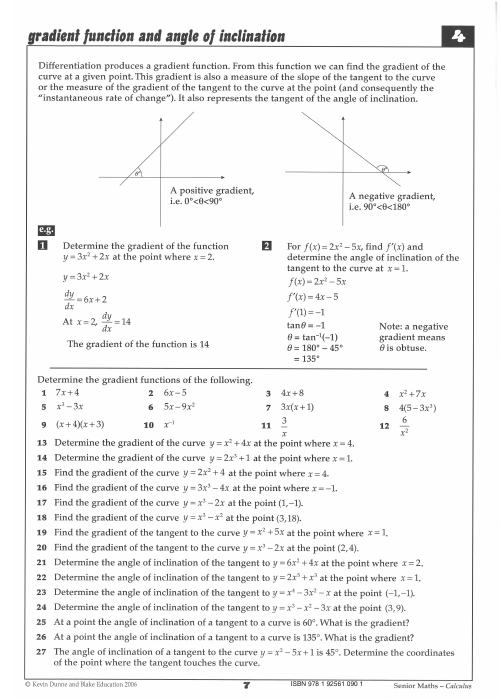 gradient function and angle of inclination
4
Differentiation produces a gradient function. From this function we can find the gradient of the
curve at a given point. This gradient is also a measure of the slope of the tangent to the curve
or the measure of the gradient of the tangent to the curve at the point (and consequently the
"instantaneous rate of change"). It also represents the tangent of the angle of inclination.
θ°
θ°
A positive gradient,
i.e. 0°<θ<90°
A negative gradient,
i.e. 90°<θ<180°
e.g.
1 Determine the gradient of the function
y = 3x² + 2x at the point where x = 2.
y = 3x² + 2x
dy/dx = 6x + 2
At x = 2, dy/dx = 14
The gradient of the function is 14
2 For f(x) = 2x² – 5x, find f′(x) and
determine the angle of inclination of the
tangent to the curve at x = 1.
f(x) = 2x² – 5x
f′(x) = 4x – 5
f′(1) = –1
tanθ = –1
θ = tan⁻¹(–1)
θ = 180° – 45°
= 135°
Note: a negative
gradient means
θ is obtuse.
Determine the gradient functions of the following.
1 7x + 4 2 6x – 5 3 4x + 8 4 x² + 7x
5 x³ – 3x 6 5x – 9x² 7 3x(x + 1) 8 4(5 – 3x³)
9 (x + 4)(x + 3) 10 x⁻¹ 11 3/x 12 6/x²
13 Determine the gradient of the curve y = x² + 4x at the point where x = 4.
14 Determine the gradient of the curve y = 2x³ + 1 at the point where x = 1.
15 Find the gradient of the curve y = 2x² + 4 at the point where x = 4.
16 Find the gradient of the curve y = 3x³ – 4x at the point where x = –1.
17 Find the gradient of the curve y = x³ – 2x at the point (1, –1).
18 Find the gradient of the curve y = x³ – x² at the point (3, 18).
19 Find the gradient of the tangent to the curve y = x² + 5x at the point where x = 1.
20 Find the gradient of the tangent to the curve y = x³ – 2x at the point (2, 4).
21 Determine the angle of inclination of the tangent to y = 6x² + 4x at the point where x = 2.
22 Determine the angle of inclination of the tangent to y = 2x⁵ + x³ at the point where x = 1.
23 Determine the angle of inclination of the tangent to y = x⁴ – 3x² – x at the point (–1, –1).
24 Determine the angle of inclination of the tangent to y = x³ – x² – 3x at the point (3, 9).
25 At a point the angle of inclination of a tangent to a curve is 60°. What is the gradient?
26 At a point the angle of inclination of a tangent to a curve is 135°. What is the gradient?
27 The angle of inclination of a tangent to the curve y = x² – 5x + 1 is 45°. Determine the coordinates
of the point where the tangent touches the curve.
© Kevin Dunne and Blake Education 2006
7
ISBN 978 1 92561 090 1
Senior Maths – Calculus